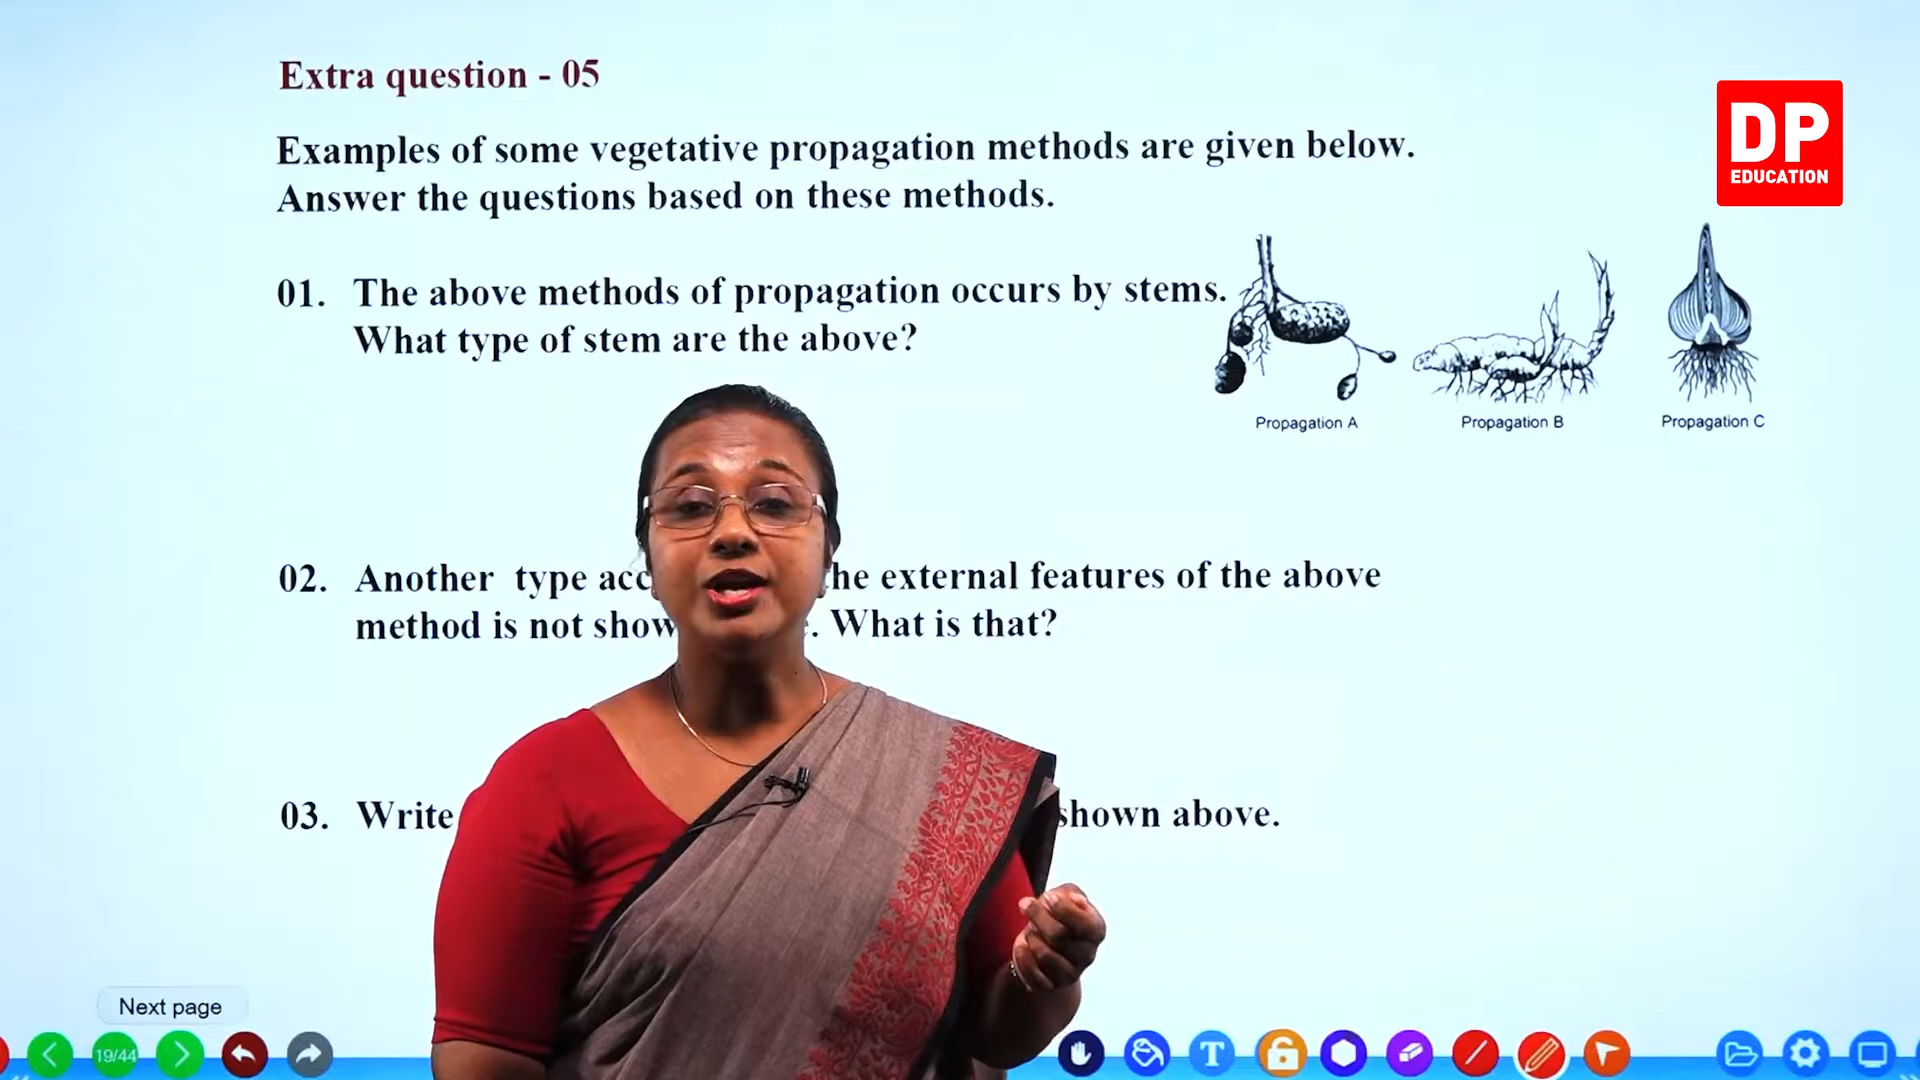 Extra question - 05
DP
EDUCATION
Examples of some vegetative propagation methods are given below.
Answer the questions based on these methods.
01. The above methods of propagation occurs by stems.
What type of stem are the above?
Propagation A
Propagation B
Propagation C
02. Another type he external features of the above
method is not What is that?
03. Write shown above.
Next page
19/44
T